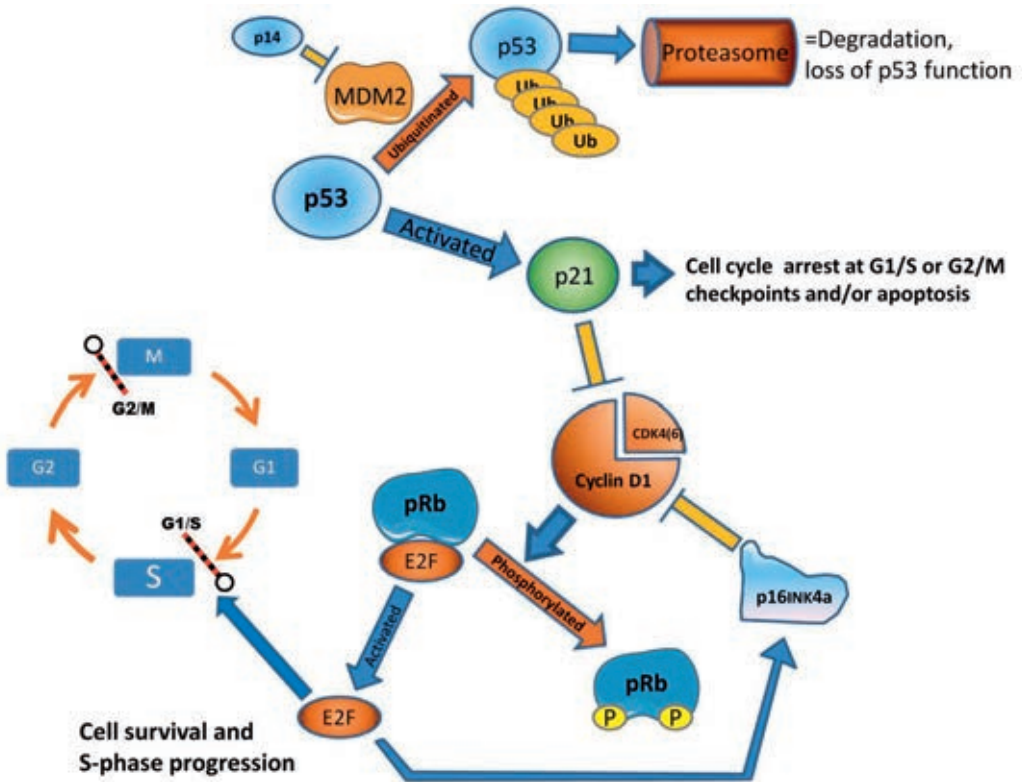 p14
MDM2
Ubiquitinated
p53
Ub
Ub
Ub
Ub
Proteasome
=Degradation,
loss of p53 function
p53
Activated
p21
Cell cycle arrest at G1/S or G2/M
checkpoints and/or apoptosis
M
G2/M
G2
G1
G1/S
S
CDK4(6)
Cyclin D1
pRb
E2F
Phosphorylated
Activated
p16INK4a
pRb
P
P
E2F
Cell survival and
S-phase progression